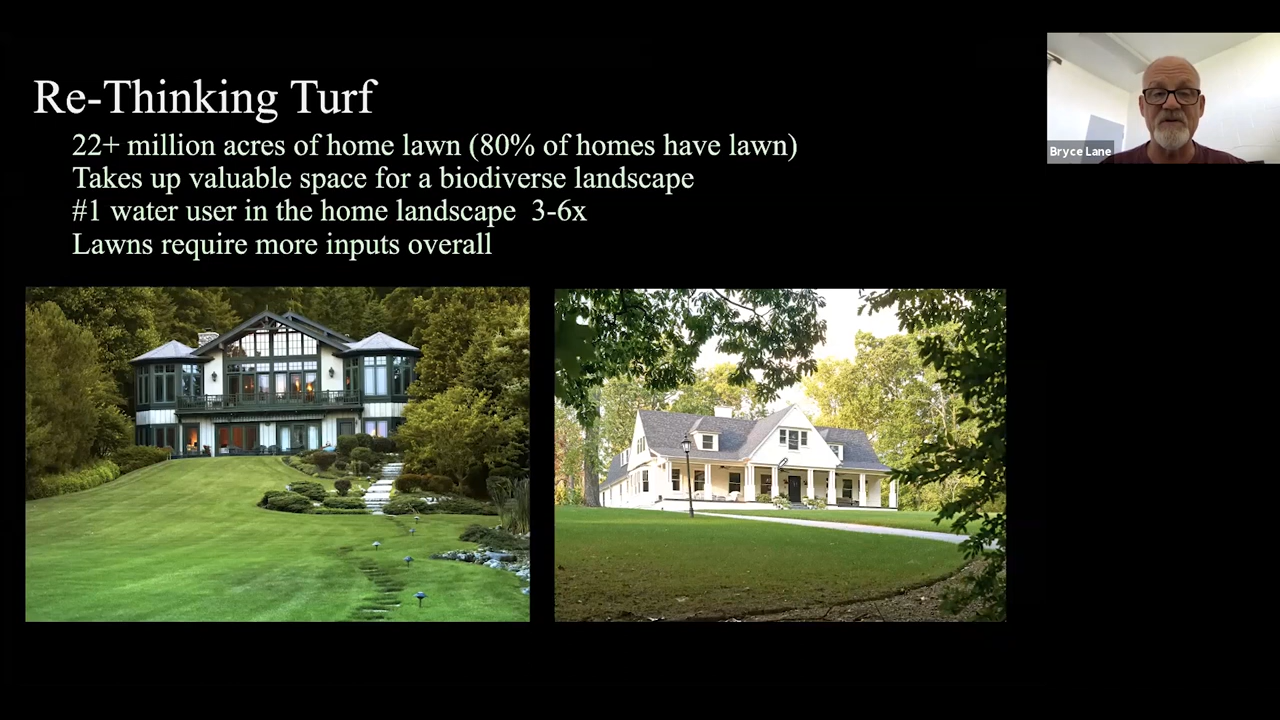 Re-Thinking Turf
22+ million acres of home lawn (80% of homes have lawn)
Takes up valuable space for a biodiverse landscape
#1 water user in the home landscape 3-6x
Lawns require more inputs overall
Bryce Lane